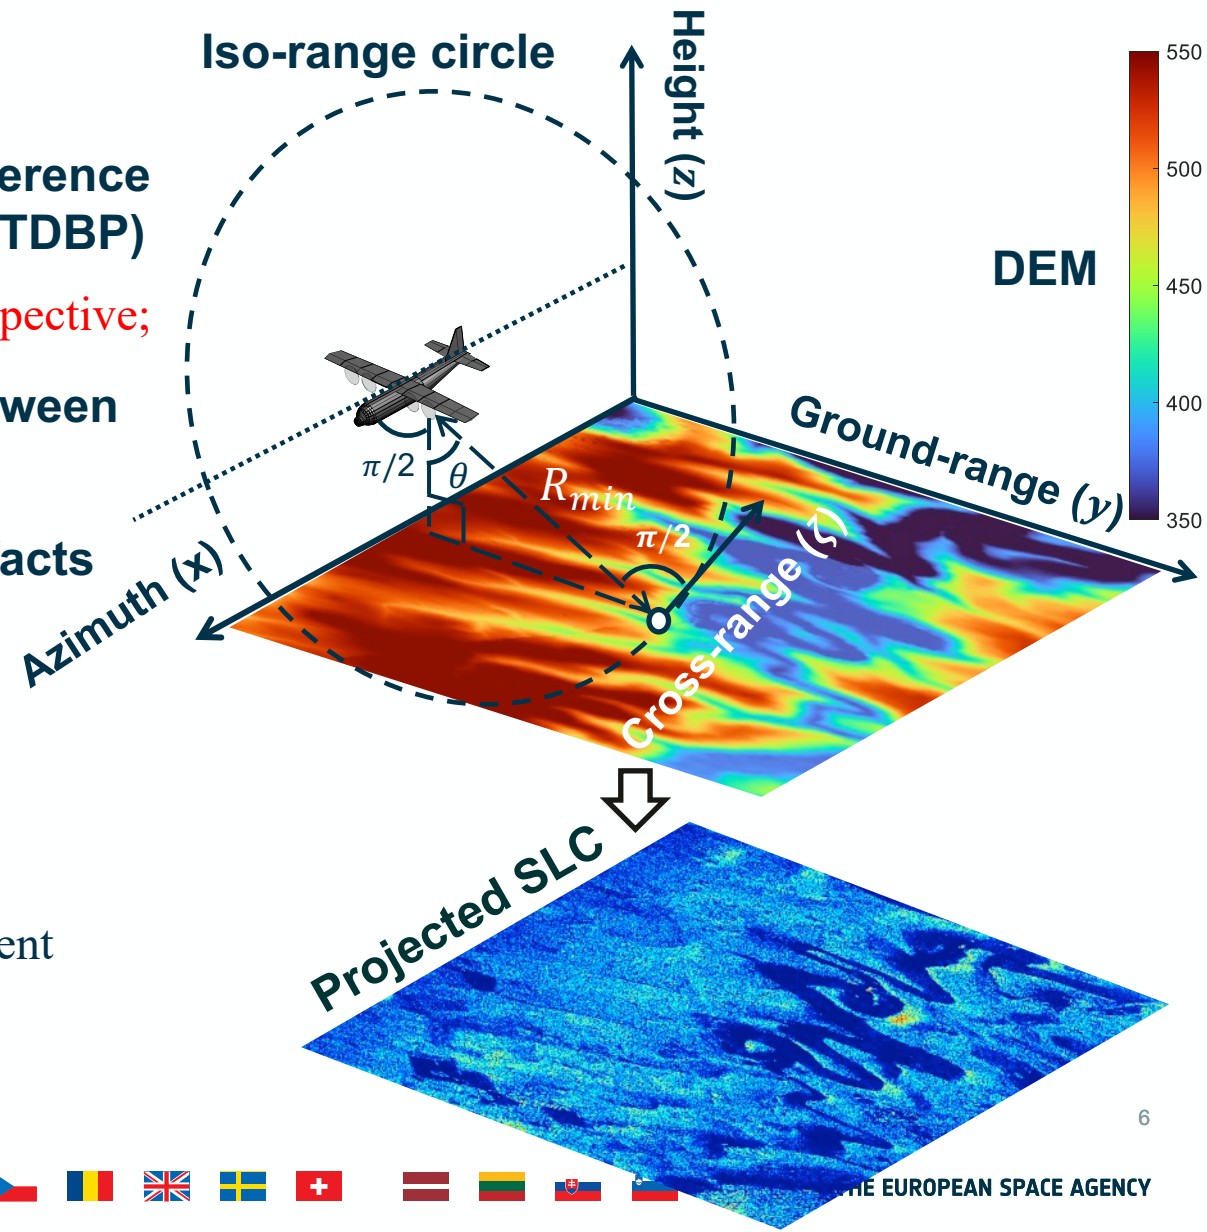 Iso-range circle
Height (z)
erence
TDBP)
pective;
ween
acts
ent
DEM
550
500
450
400
350
Ground-range (y)
π/2
θ
R_min
π/2
Azimuth (x)
Cross-range (ζ)
Projected SLC
6
HE EUROPEAN SPACE AGENCY